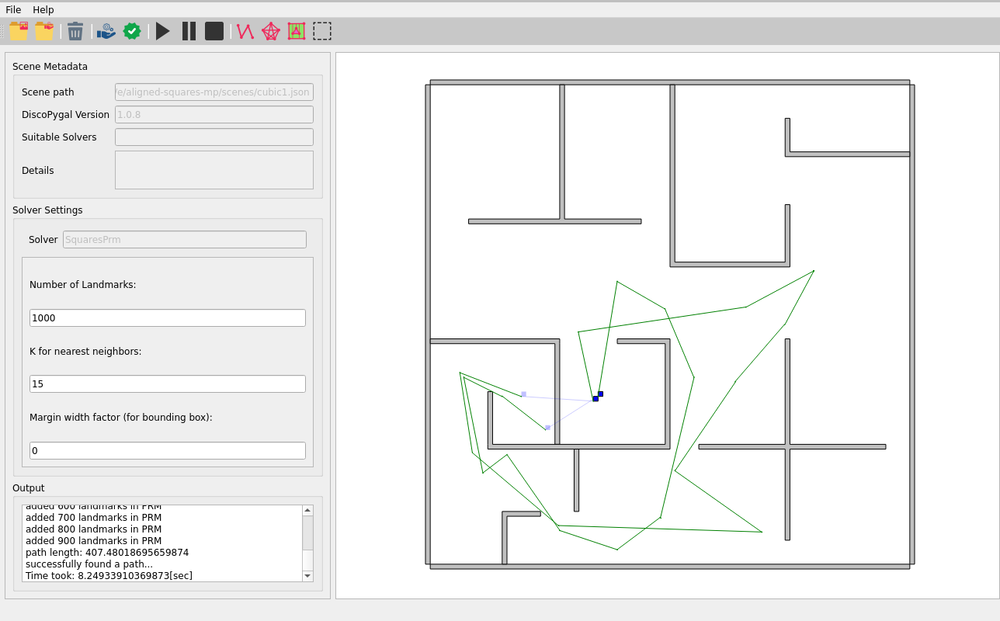 File Help
Scene Metadata
Scene path /e/aligned-squares-mp/scenes/cubic1.json
DiscoPygal Version 1.0.8
Suitable Solvers
Details
Solver Settings
Solver SquaresPrm
Number of Landmarks:
1000
K for nearest neighbors:
15
Margin width factor (for bounding box):
0
Output
added 600 landmarks in PRM
added 700 landmarks in PRM
added 800 landmarks in PRM
added 900 landmarks in PRM
path length: 407.48018695659874
successfully found a path...
Time took: 8.24933910369873[sec]